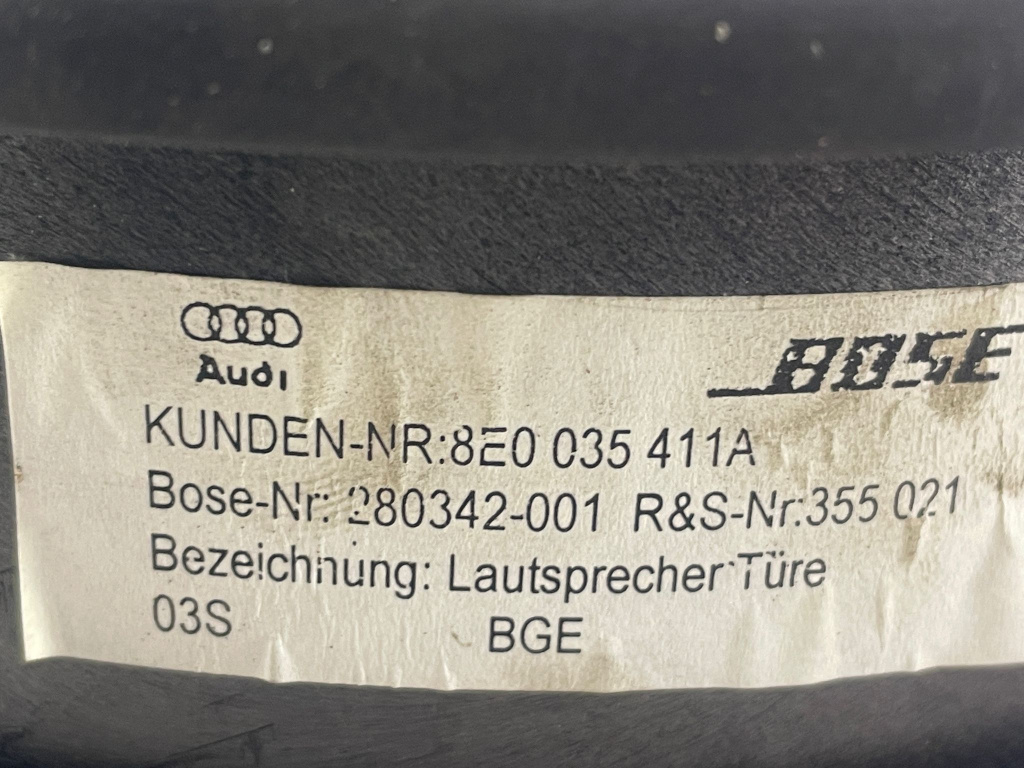 Audi
BOSE
KUNDEN-NR:8E0 035 411A
Bose-Nr: 280342-001 R&S-Nr:355 021
Bezeichnung: Lautsprecher Türe
03S BGE